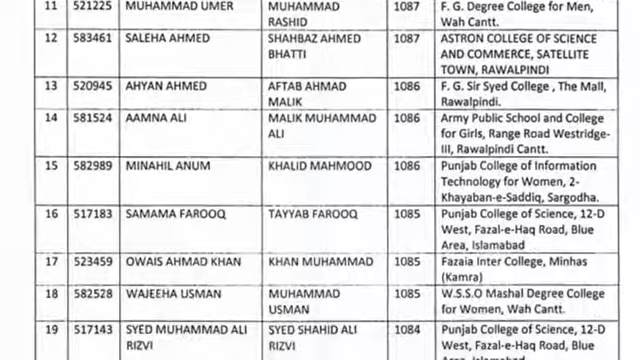 11 521225 MUHAMMAD UMER MUHAMMAD RASHID 1087 F. G. Degree College for Men, Wah Cantt.
12 583461 SALEHA AHMED SHAHBAZ AHMED BHATTI 1087 ASTRON COLLEGE OF SCIENCE AND COMMERCE, SATELLITE TOWN, RAWALPINDI
13 520945 AHYAN AHMED AFTAB AHMAD MALIK 1086 F. G. Sir Syed College , The Mall, Rawalpindi.
14 581524 AAMNA ALI MALIK MUHAMMAD ALI 1086 Army Public School and College for Girls, Range Road Westridge-III, Rawalpindi Cantt.
15 582989 MINAHIL ANUM KHALID MAHMOOD 1086 Punjab College of Information Technology for Women, 2-Khayaban-e-Saddiq, Sargodha.
16 517183 SAMAMA FAROOQ TAYYAB FAROOQ 1085 Punjab College of Science, 12-D West, Fazal-e-Haq Road, Blue Area, Islamabad
17 523459 OWAIS AHMAD KHAN KHAN MUHAMMAD 1085 Fazaia Inter College, Minhas (Kamra)
18 582528 WAJEEHA USMAN MUHAMMAD USMAN 1085 W.S.S.O Mashal Degree College for Women, Wah Cantt.
19 517143 SYED MUHAMMAD ALI RIZVI SYED SHAHID ALI RIZVI 1084 Punjab College of Science, 12-D West, Fazal-e-Haq Road, Blue Area, Islamabad